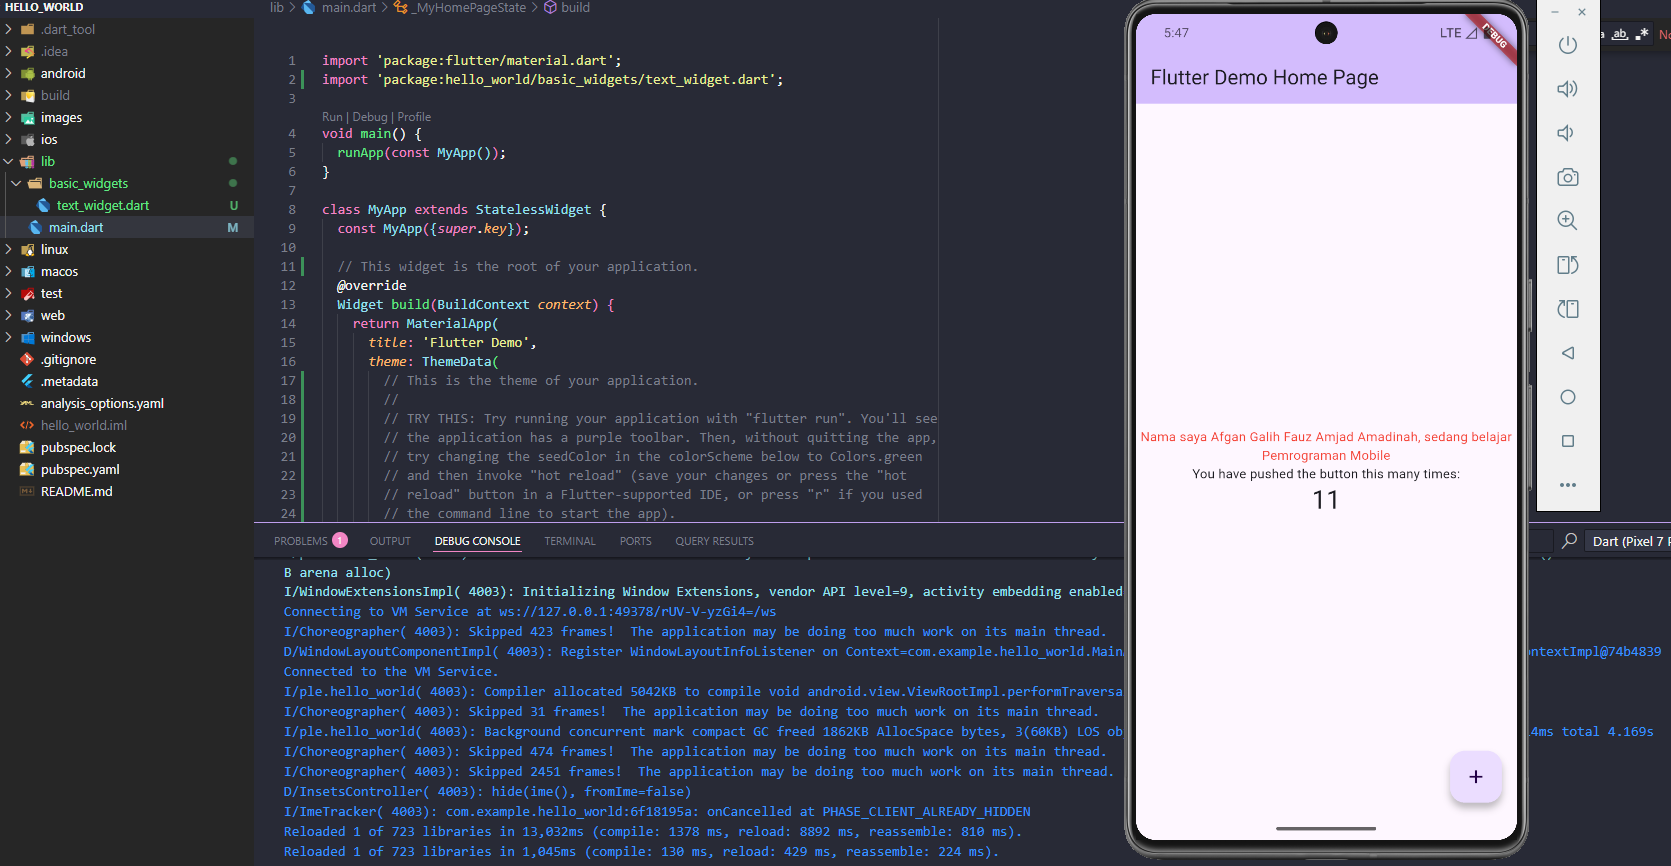 HELLO_WORLD
.dart_tool
.idea
android
build
images
ios
lib
basic_widgets
text_widget.dart U
main.dart M
linux
macos
test
web
windows
.gitignore
.metadata
analysis_options.yaml
hello_world.iml
pubspec.lock
pubspec.yaml
README.md
lib > main.dart > _MyHomePageState > build
1 import 'package:flutter/material.dart';
2 import 'package:hello_world/basic_widgets/text_widget.dart';
3
Run | Debug | Profile
4 void main() {
5 runApp(const MyApp());
6 }
7
8 class MyApp extends StatelessWidget {
9 const MyApp({super.key});
10
11 // This widget is the root of your application.
12 @override
13 Widget build(BuildContext context) {
14 return MaterialApp(
15 title: 'Flutter Demo',
16 theme: ThemeData(
17 // This is the theme of your application.
18 //
19 // TRY THIS: Try running your application with "flutter run". You'll see
20 // the application has a purple toolbar. Then, without quitting the app,
21 // try changing the seedColor in the colorScheme below to Colors.green
22 // and then invoke "hot reload" (save your changes or press the "hot
23 // reload" button in a Flutter-supported IDE, or press "r" if you used
24 // the command line to start the app).
PROBLEMS 1 OUTPUT DEBUG CONSOLE TERMINAL PORTS QUERY RESULTS
Dart (Pixel 7 P
B arena alloc)
I/WindowExtensionsImpl( 4003): Initializing Window Extensions, vendor API level=9, activity embedding enabled
Connecting to VM Service at ws://127.0.0.1:49378/rUV-V-yzGi4=/ws
I/Choreographer( 4003): Skipped 423 frames!  The application may be doing too much work on its main thread.
D/WindowLayoutComponentImpl( 4003): Register WindowLayoutInfoListener on Context=com.example.hello_world.Main ontextImpl@74b4839
Connected to the VM Service.
I/ple.hello_world( 4003): Compiler allocated 5042KB to compile void android.view.ViewRootImpl.performTraversa
I/Choreographer( 4003): Skipped 31 frames!  The application may be doing too much work on its main thread.
I/ple.hello_world( 4003): Background concurrent mark compact GC freed 1862KB AllocSpace bytes, 3(60KB) LOS ob 4ms total 4.169s
I/Choreographer( 4003): Skipped 474 frames!  The application may be doing too much work on its main thread.
I/Choreographer( 4003): Skipped 2451 frames!  The application may be doing too much work on its main thread.
D/InsetsController( 4003): hide(ime(), fromIme=false)
I/ImeTracker( 4003): com.example.hello_world:6f18195a: onCancelled at PHASE_CLIENT_ALREADY_HIDDEN
Reloaded 1 of 723 libraries in 13,032ms (compile: 1378 ms, reload: 8892 ms, reassemble: 810 ms).
Reloaded 1 of 723 libraries in 1,045ms (compile: 130 ms, reload: 429 ms, reassemble: 224 ms).
5:47 LTE
DEBUG
Flutter Demo Home Page
Nama saya Afgan Galih Fauz Amjad Amadinah, sedang belajar
Pemrograman Mobile
You have pushed the button this many times:
11
+